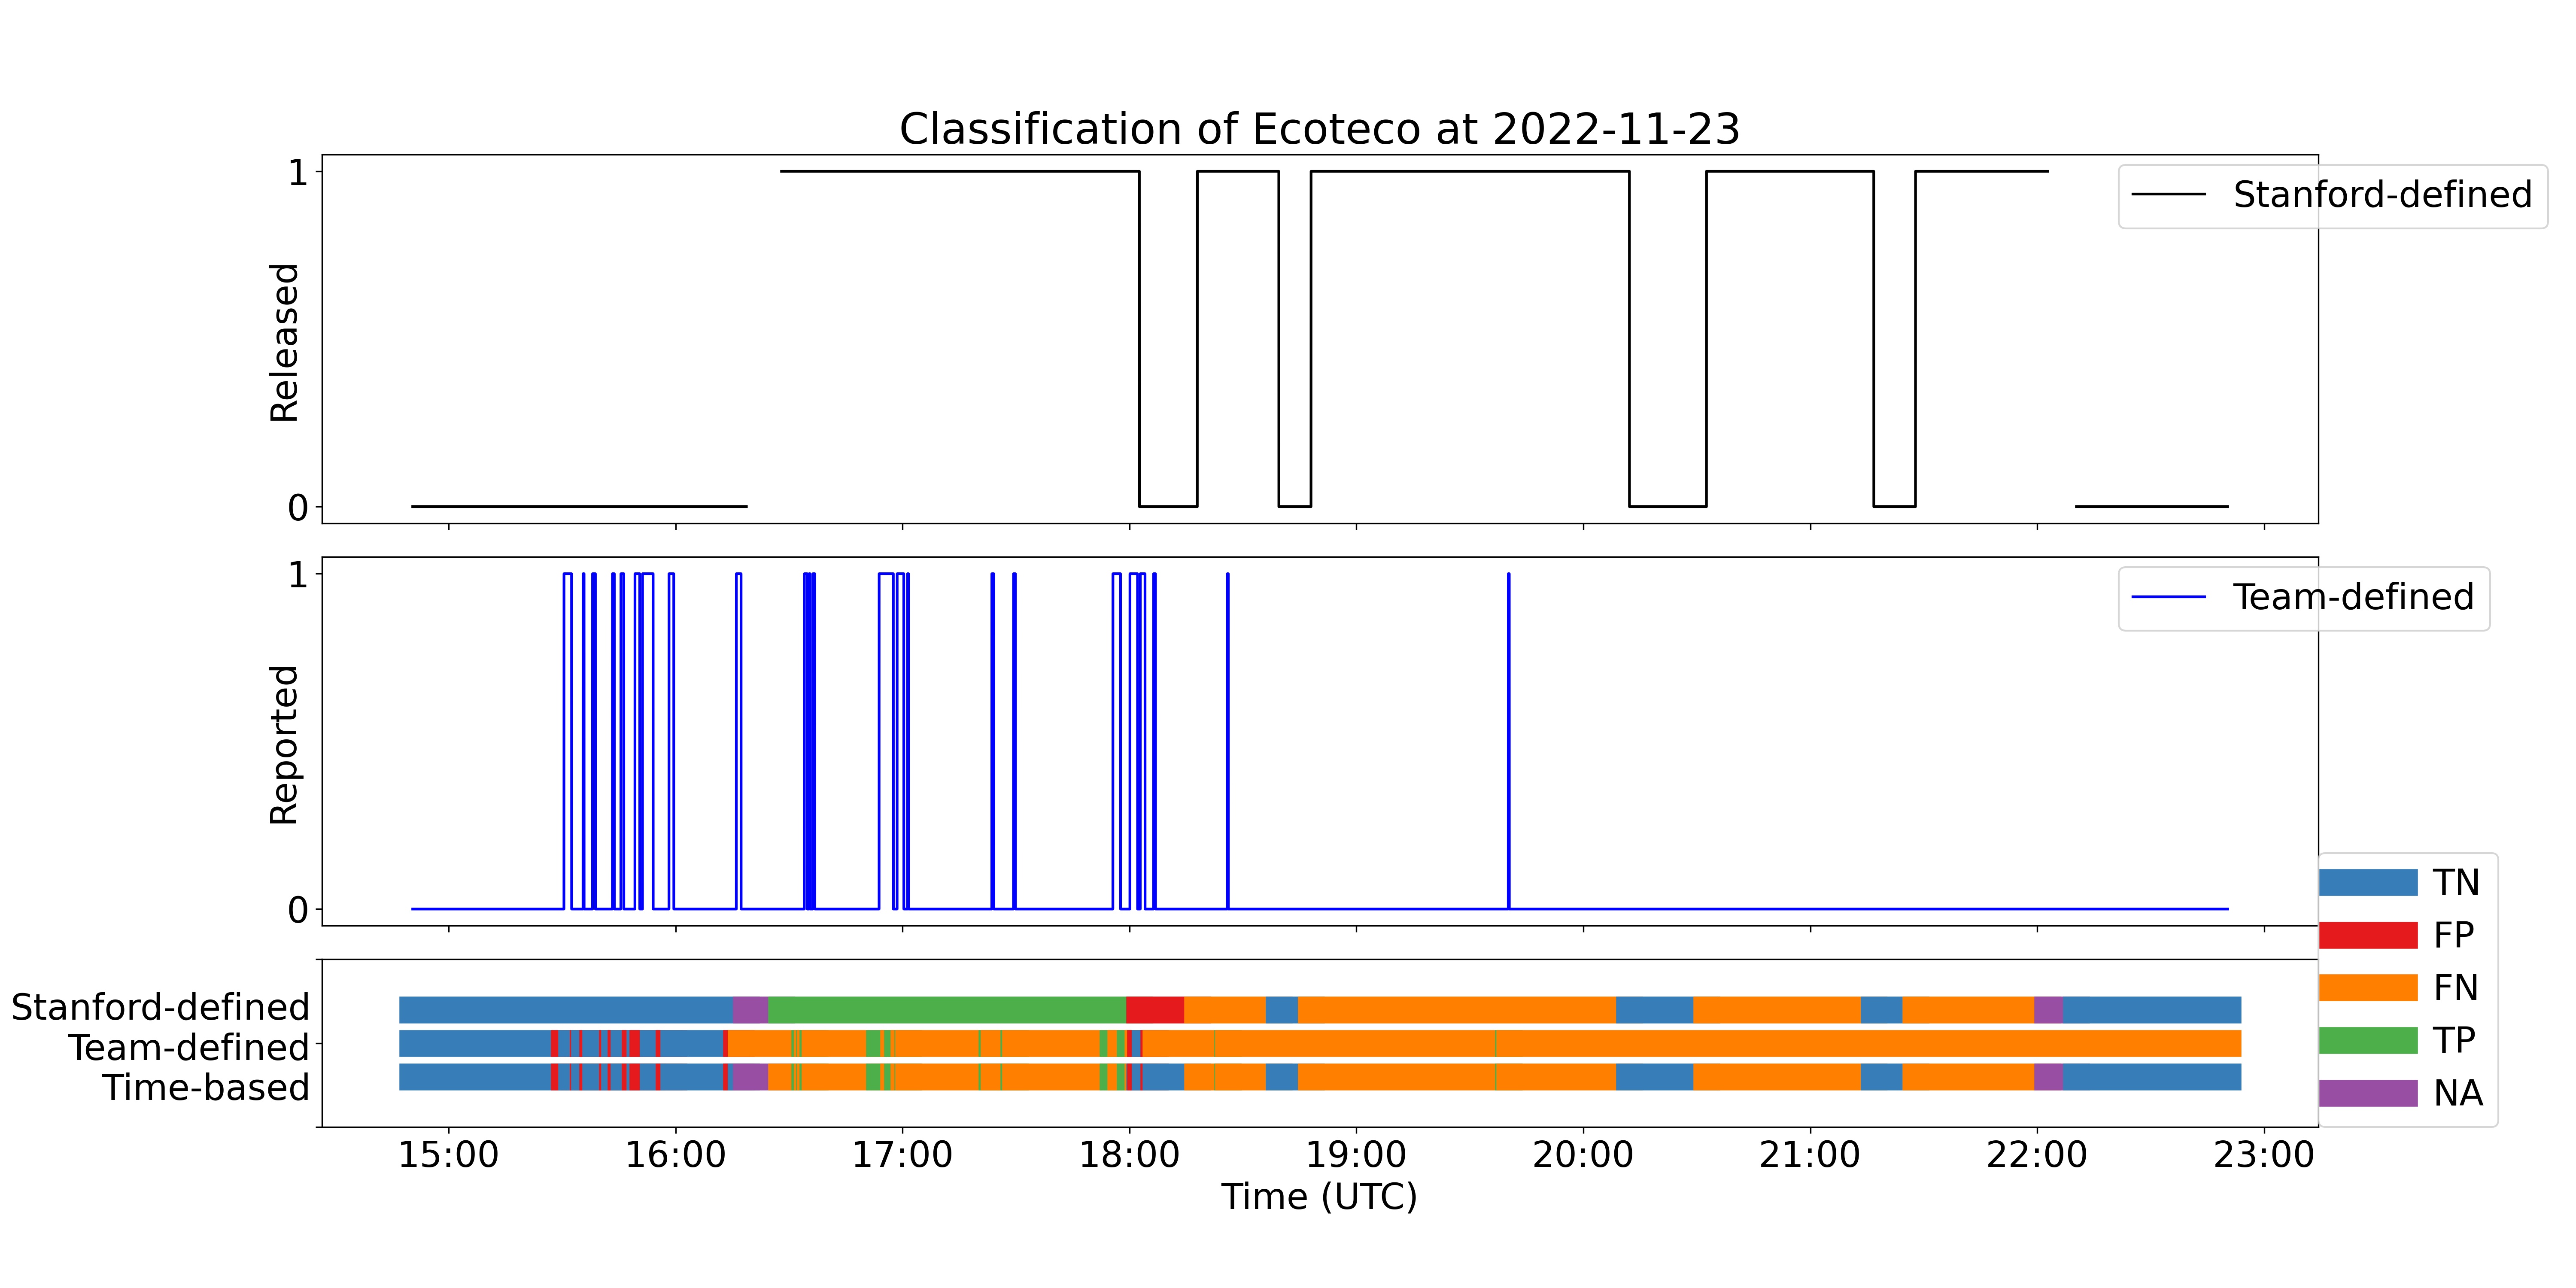 Classification of Ecoteco at 2022-11-23
1
0
Released
Stanford-defined
1
0
Reported
Team-defined
TN
FP
FN
TP
NA
Stanford-defined
Team-defined
Time-based
15:00 16:00 17:00 18:00 19:00 20:00 21:00 22:00 23:00
Time (UTC)